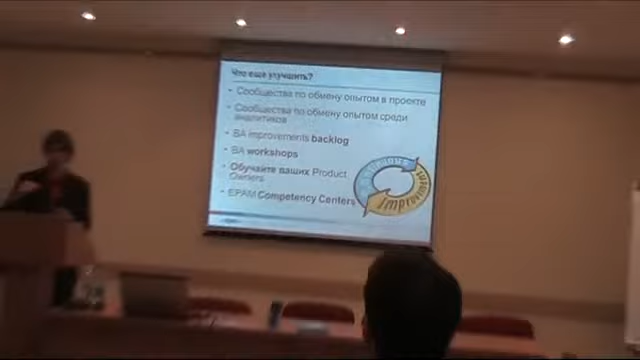 Что еще улучшить?
Сообщества по обмену опытом в проекте
Сообщества по обмену опытом среди
аналитиков
BA improvements backlog
BA workshops
Обучайте ваших Product
Owners
EPAM Competency Centers
Continuous
Improvement